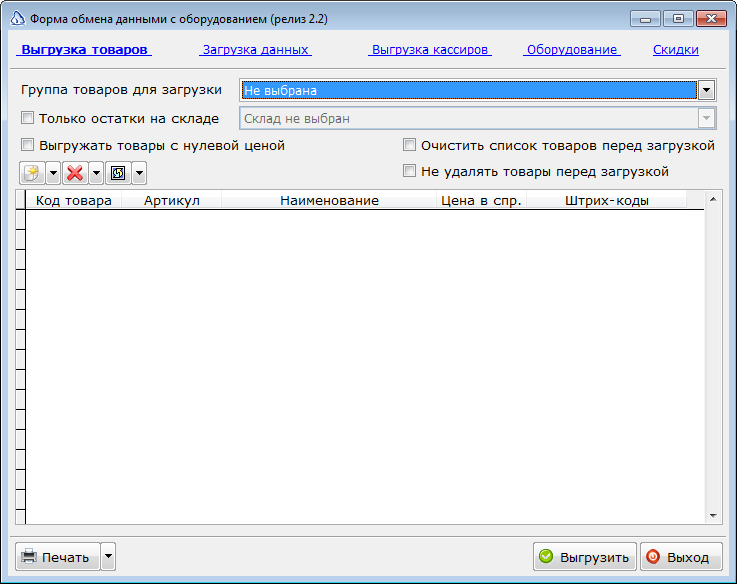 Форма обмена данными с оборудованием (релиз 2.2)
Выгрузка товаров Загрузка данных Выгрузка кассиров Оборудование Скидки
Группа товаров для загрузки Не выбрана
Только остатки на складе Склад не выбран
Выгружать товары с нулевой ценой Очистить список товаров перед загрузкой
Не удалять товары перед загрузкой
Код товара Артикул Наименование Цена в спр. Штрих-коды
Печать Выгрузить Выход